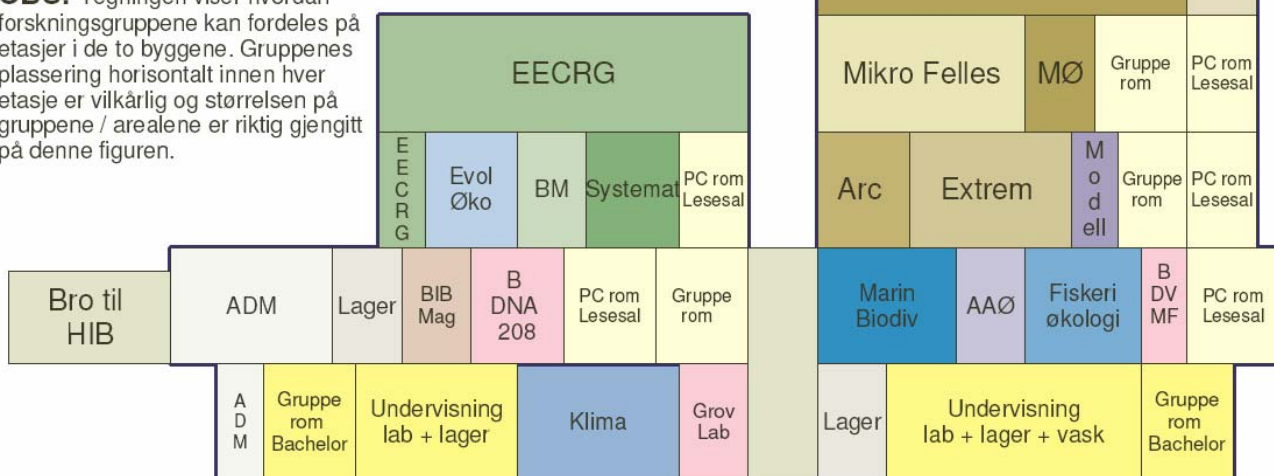 OBS! Tegningen viser hvordan
forskningsgruppene kan fordeles på
etasjer i de to byggene. Gruppenes
plassering horisontalt innen hver
etasje er vilkårlig og størrelsen på
gruppene / arealene er riktig gjengitt
på denne figuren.
EECRG
Mikro Felles
MØ
Gruppe
rom
PC rom
Lesesal
E
E
C
R
G
Evol
Øko
BM
Systemat
PC rom
Lesesal
Arc
Extrem
M
o
d
ell
Gruppe
rom
PC rom
Lesesal
Bro til
HIB
ADM
Lager
BIB
Mag
B
DNA
208
PC rom
Lesesal
Gruppe
rom
Marin
Biodiv
AAØ
Fiskeri
økologi
B
DV
MF
PC rom
Lesesal
A
D
M
Gruppe
rom
Bachelor
Undervisning
lab + lager
Klima
Grov
Lab
Lager
Undervisning
lab + lager + vask
Gruppe
rom
Bachelor